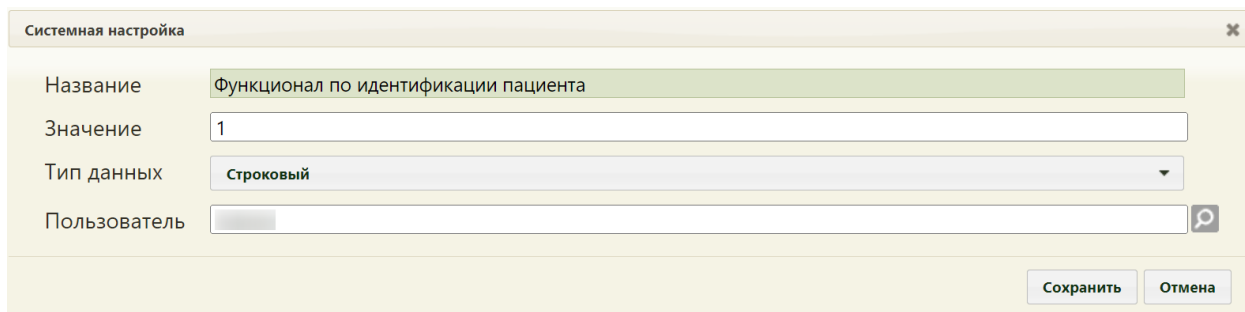 Системная настройка
Название Функционал по идентификации пациента
Значение 1
Тип данных Строковый
Пользователь
Сохранить Отмена